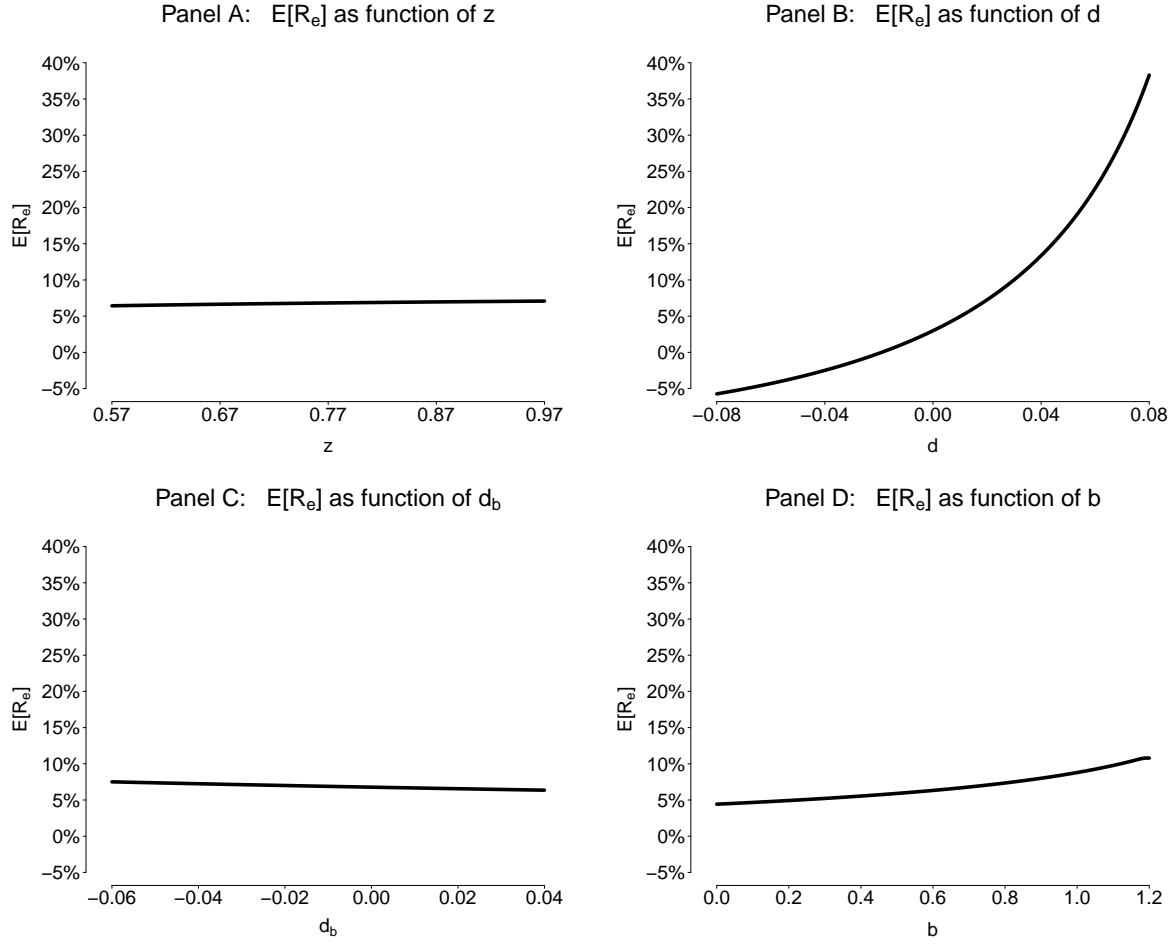 Panel A: E[Re] as function of z
40%
35%
30%
25%
20%
15%
10%
5%
0%
−5%
E[Re]
0.57 0.67 0.77 0.87 0.97
z
Panel B: E[Re] as function of d
40%
35%
30%
25%
20%
15%
10%
5%
0%
−5%
E[Re]
−0.08 −0.04 0.00 0.04 0.08
d
Panel C: E[Re] as function of db
40%
35%
30%
25%
20%
15%
10%
5%
0%
−5%
E[Re]
−0.06 −0.04 −0.02 0.00 0.02 0.04
db
Panel D: E[Re] as function of b
40%
35%
30%
25%
20%
15%
10%
5%
0%
−5%
E[Re]
0.0 0.2 0.4 0.6 0.8 1.0 1.2
b